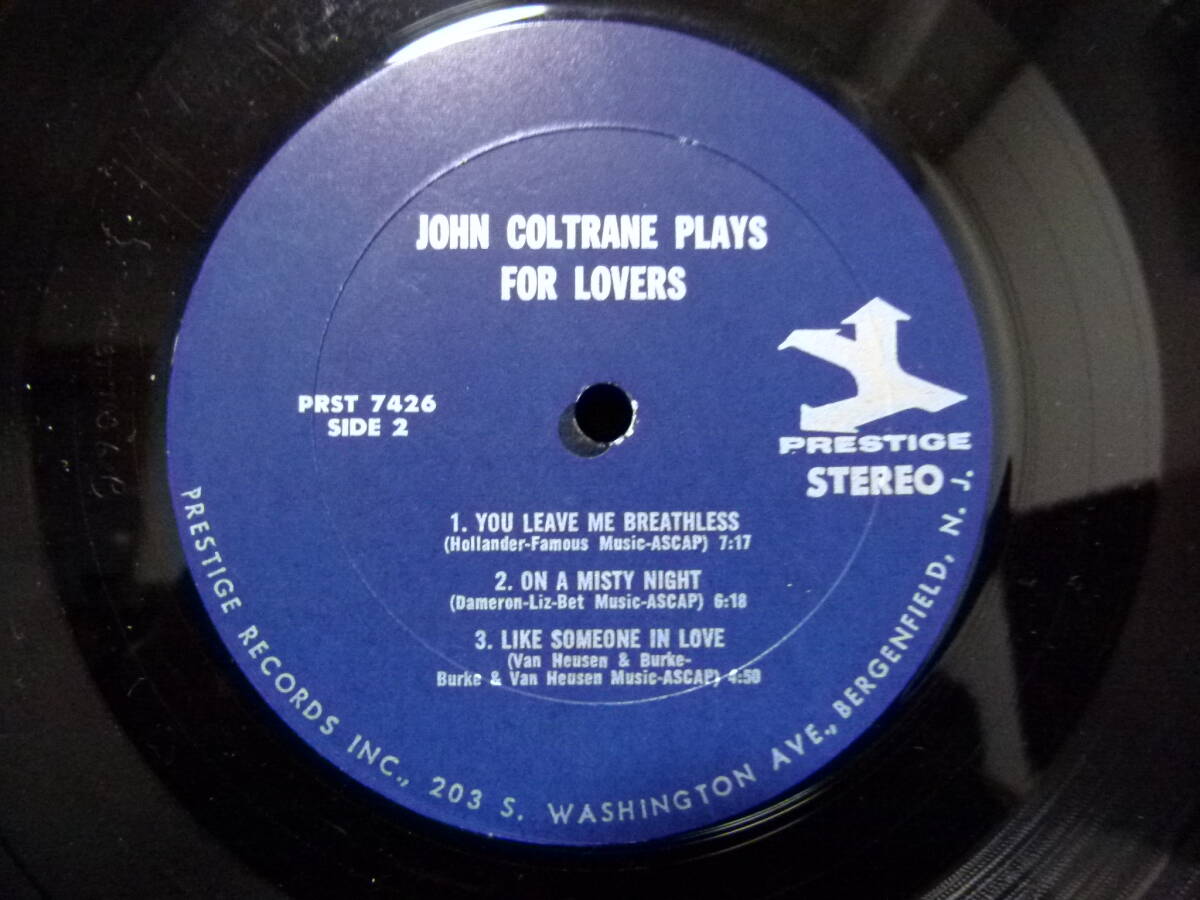 JOHN COLTRANE PLAYS
FOR LOVERS
PRST 7426
SIDE 2
PRESTIGE
STEREO
1. YOU LEAVE ME BREATHLESS
(Hollander-Famous Music-ASCAP) 7:17
2. ON A MISTY NIGHT
(Dameron-Liz-Bet Music-ASCAP) 6:18
3. LIKE SOMEONE IN LOVE
(Van Heusen & Burke-
Burke & Van Heusen Music-ASCAP) 4:50
PRESTIGE RECORDS INC., 203 S. WASHINGTON AVE., BERGENFIELD, N. J.